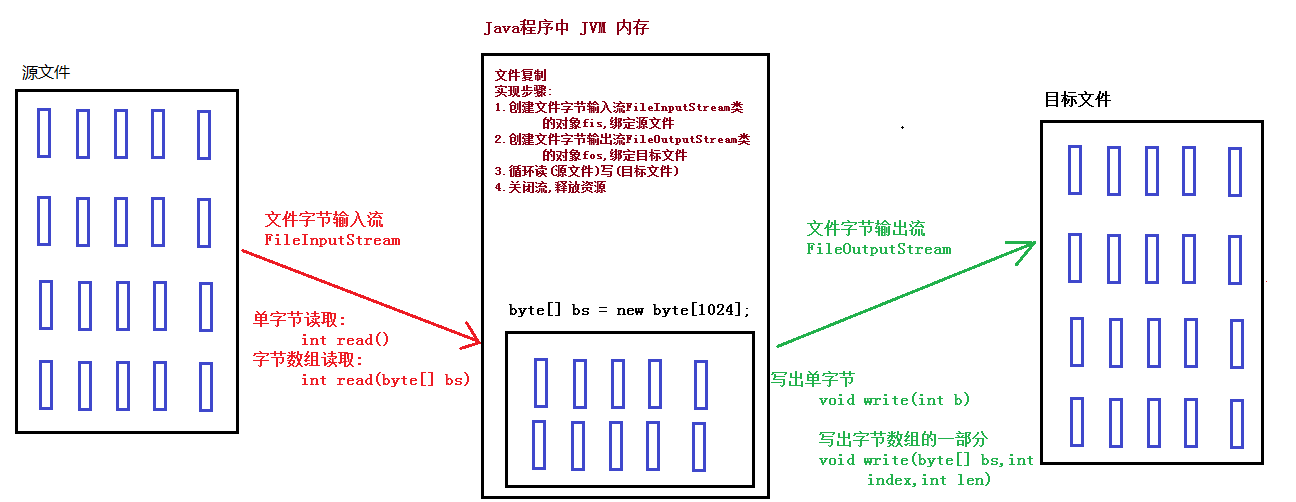 Java程序中 JVM 内存
源文件
文件复制
实现步骤:
1.创建文件字节输入流FileInputStream类
的对象fis,绑定源文件
2.创建文件字节输出流FileOutputStream类
的对象fos,绑定目标文件
3.循环读(源文件)写(目标文件)
4.关闭流,释放资源
目标文件
文件字节输入流
FileInputStream
文件字节输出流
FileOutputStream
byte[] bs = new byte[1024];
单字节读取:
int read()
字节数组读取:
int read(byte[] bs)
写出单字节
void write(int b)
写出字节数组的一部分
void write(byte[] bs,int
index,int len)